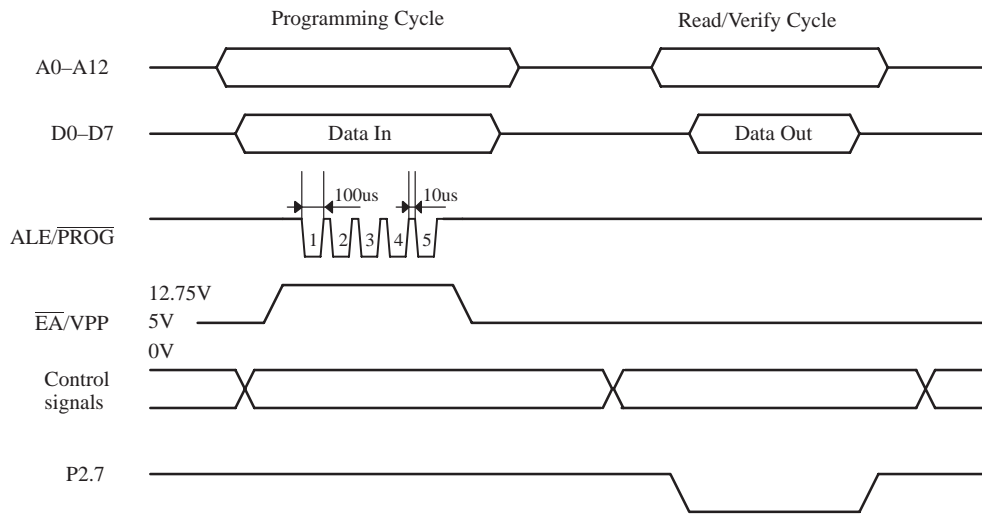 Programming Cycle Read/Verify Cycle
A0–A12
D0–D7 Data In Data Out
100us 10us
ALE/PROG 1 2 3 4 5
12.75V
EA/VPP 5V
0V
Control
signals
P2.7